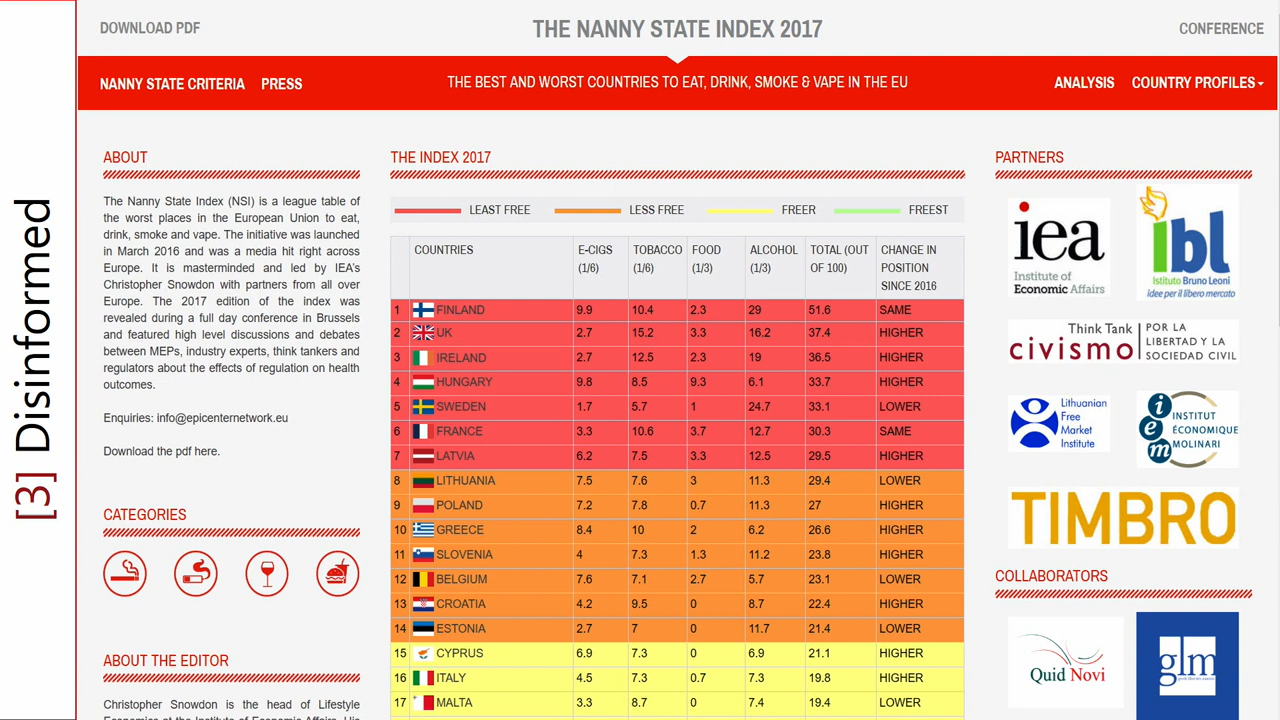 [3] Disinformed
DOWNLOAD PDF
THE NANNY STATE INDEX 2017
CONFERENCE
NANNY STATE CRITERIA PRESS
THE BEST AND WORST COUNTRIES TO EAT, DRINK, SMOKE & VAPE IN THE EU
ANALYSIS COUNTRY PROFILES
ABOUT
The Nanny State Index (NSI) is a league table of
the worst places in the European Union to eat,
drink, smoke and vape. The initiative was launched
in March 2016 and was a media hit right across
Europe. It is masterminded and led by IEA's
Christopher Snowdon with partners from all over
Europe. The 2017 edition of the index was
revealed during a full day conference in Brussels
and featured high level discussions and debates
between MEPs, industry experts, think tankers and
regulators about the effects of regulation on health
outcomes.
Enquiries: info@epicenternetwork.eu
Download the pdf here.
CATEGORIES
ABOUT THE EDITOR
Christopher Snowdon is the head of Lifestyle
Economics at the Institute of Economic Affairs. His
THE INDEX 2017
LEAST FREE LESS FREE FREER FREEST
COUNTRIES E-CIGS (1/6) TOBACCO (1/6) FOOD (1/3) ALCOHOL (1/3) TOTAL (OUT OF 100) CHANGE IN POSITION SINCE 2016
1 FINLAND 9.9 10.4 2.3 29 51.6 SAME
2 UK 2.7 15.2 3.3 16.2 37.4 HIGHER
3 IRELAND 2.7 12.5 2.3 19 36.5 HIGHER
4 HUNGARY 9.8 8.5 9.3 6.1 33.7 HIGHER
5 SWEDEN 1.7 5.7 1 24.7 33.1 LOWER
6 FRANCE 3.3 10.6 3.7 12.7 30.3 SAME
7 LATVIA 6.2 7.5 3.3 12.5 29.5 HIGHER
8 LITHUANIA 7.5 7.6 3 11.3 29.4 LOWER
9 POLAND 7.2 7.8 0.7 11.3 27 HIGHER
10 GREECE 8.4 10 2 6.2 26.6 HIGHER
11 SLOVENIA 4 7.3 1.3 11.2 23.8 HIGHER
12 BELGIUM 7.6 7.1 2.7 5.7 23.1 LOWER
13 CROATIA 4.2 9.5 0 8.7 22.4 HIGHER
14 ESTONIA 2.7 7 0 11.7 21.4 LOWER
15 CYPRUS 6.9 7.3 0 6.9 21.1 HIGHER
16 ITALY 4.5 7.3 0.7 7.3 19.8 HIGHER
17 MALTA 3.3 8.7 0 7.4 19.4 LOWER
PARTNERS
iea
Institute of
Economic Affairs
ibl
Istituto Bruno Leoni
idee per il libero mercato
Think Tank
civismo
POR LA
LIBERTAD Y LA
SOCIEDAD CIVIL
Lithuanian
Free
Market
Institute
iem
INSTITUT
ÉCONOMIQUE
MOLINARI
TIMBRO
COLLABORATORS
Quid Novi
glm